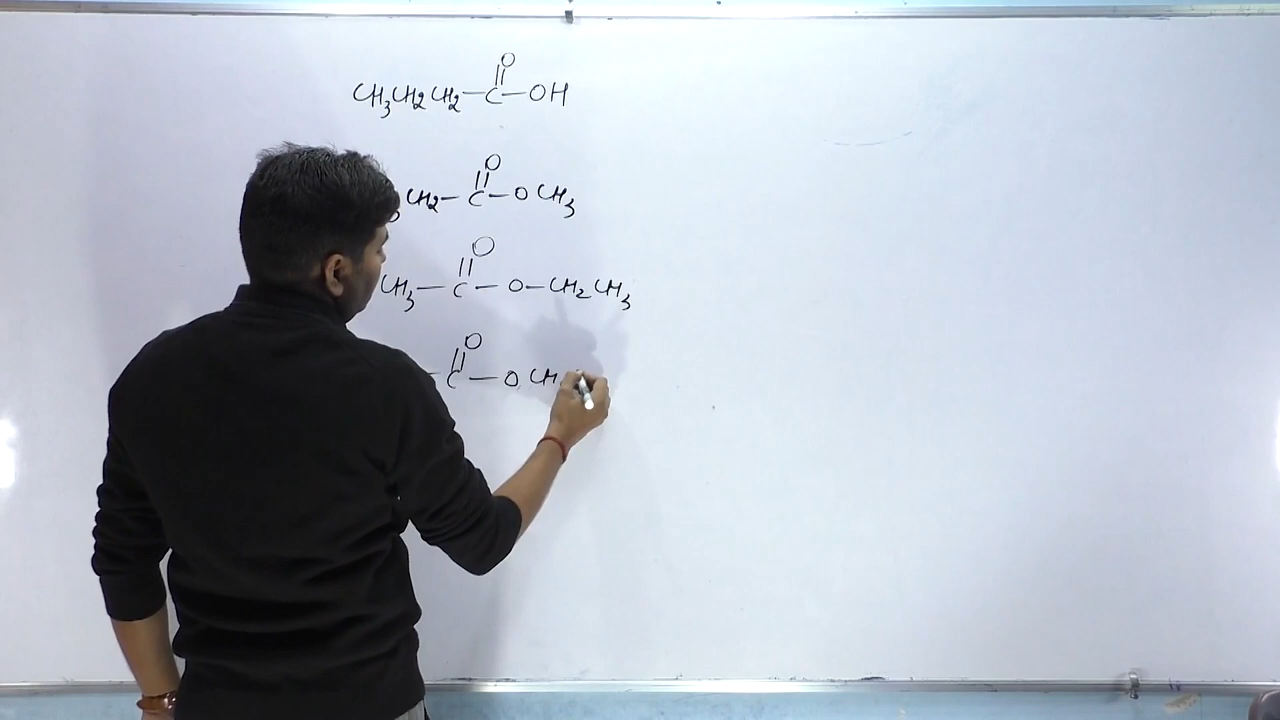 O
CH3CH2CH2-C-OH
O
CH2-C-OCH3
O
CH3-C-O-CH2CH3
O
-C-OCH